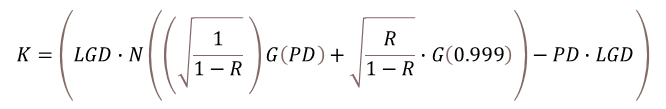 K = (LGD · N(((√(1/(1 − R))) G(PD) + √(R/(1 − R)) · G(0.999))) − PD · LGD)